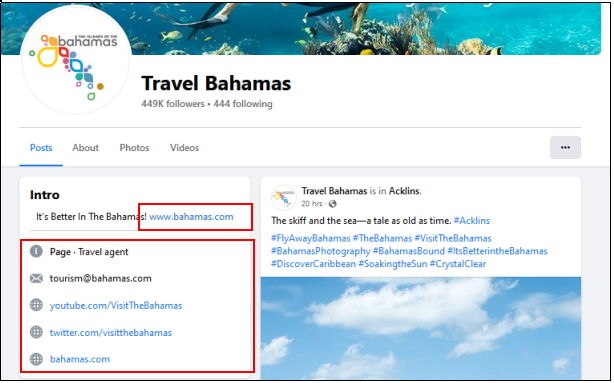 THE ISLANDS OF THE
bahamas
Travel Bahamas
449K followers • 444 following
Posts About Photos Videos
Intro
It's Better In The Bahamas! www.bahamas.com
Page · Travel agent
tourism@bahamas.com
youtube.com/VisitTheBahamas
twitter.com/visitthebahamas
bahamas.com
Travel Bahamas is in Acklins.
20 hrs ·
The skiff and the sea—a tale as old as time. #Acklins
#FlyAwayBahamas #TheBahamas #VisitTheBahamas
#BahamasPhotography #BahamasBound #ItsBetterintheBahamas
#DiscoverCaribbean #SoakingtheSun #CrystalClear